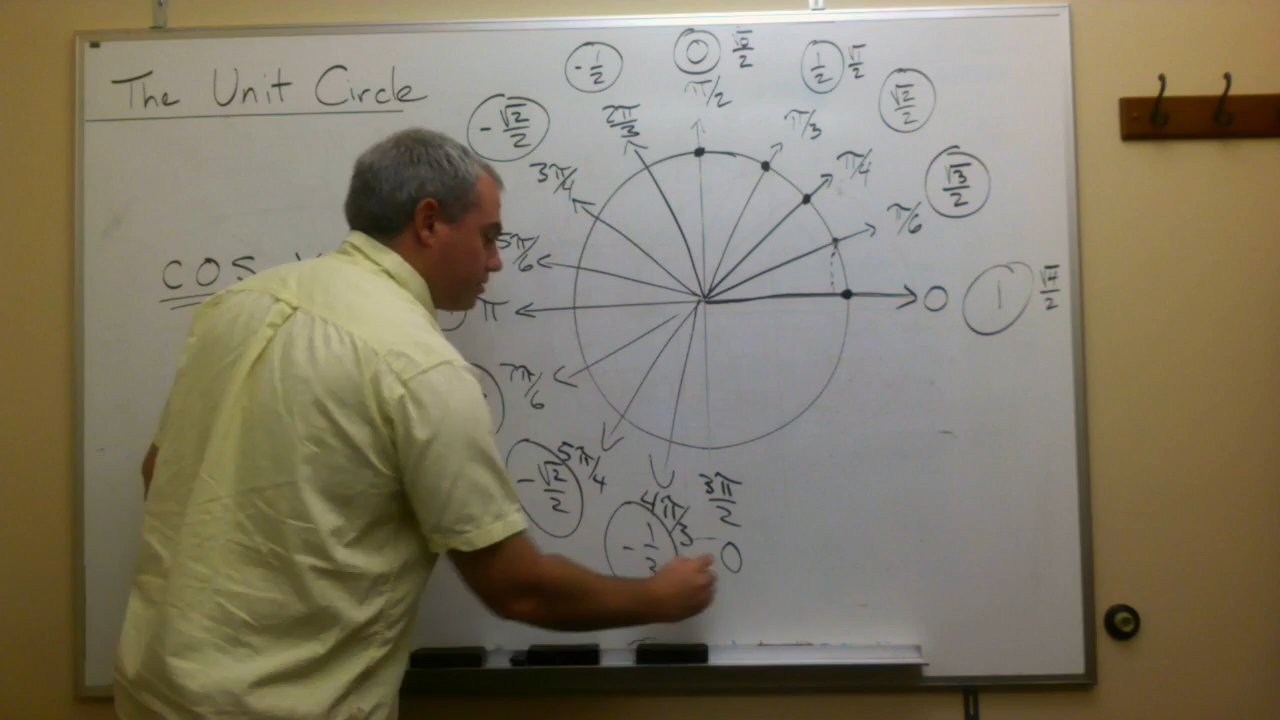 The Unit Circle
- 1/2
0
√0/2
1/2
√1/2
π/2
√2/2
- √2/2
2π/3
π/3
3π/4
π/4
√3/2
5π/6
π/6
cos
π
0
1
√4/2
7π/6
5π/4
- √2/2
4π/3
3π/2
- 1/2
0